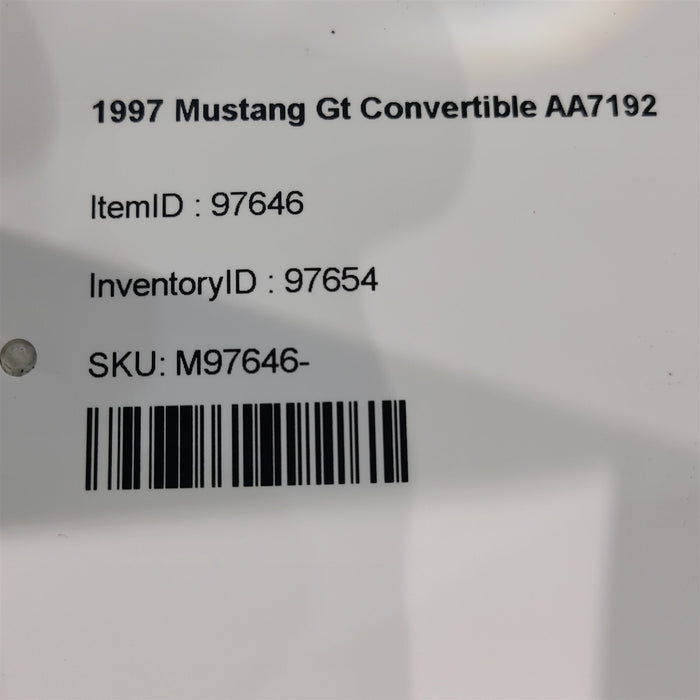 1997 Mustang Gt Convertible AA7192
ItemID : 97646
InventoryID : 97654
SKU: M97646-